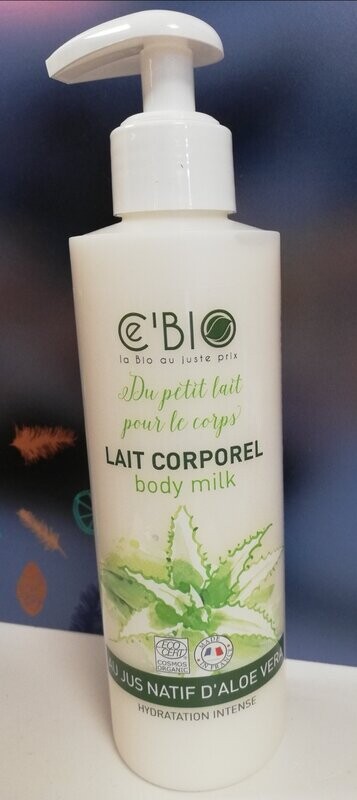 Ce'BIO
la Bio au juste prix
Du petit lait
pour le corps
LAIT CORPOREL
body milk
ECO
CERT
COSMOS
ORGANIC
MADE
IN FRANCE
AU JUS NATIF D'ALOE VERA
HYDRATATION INTENSE